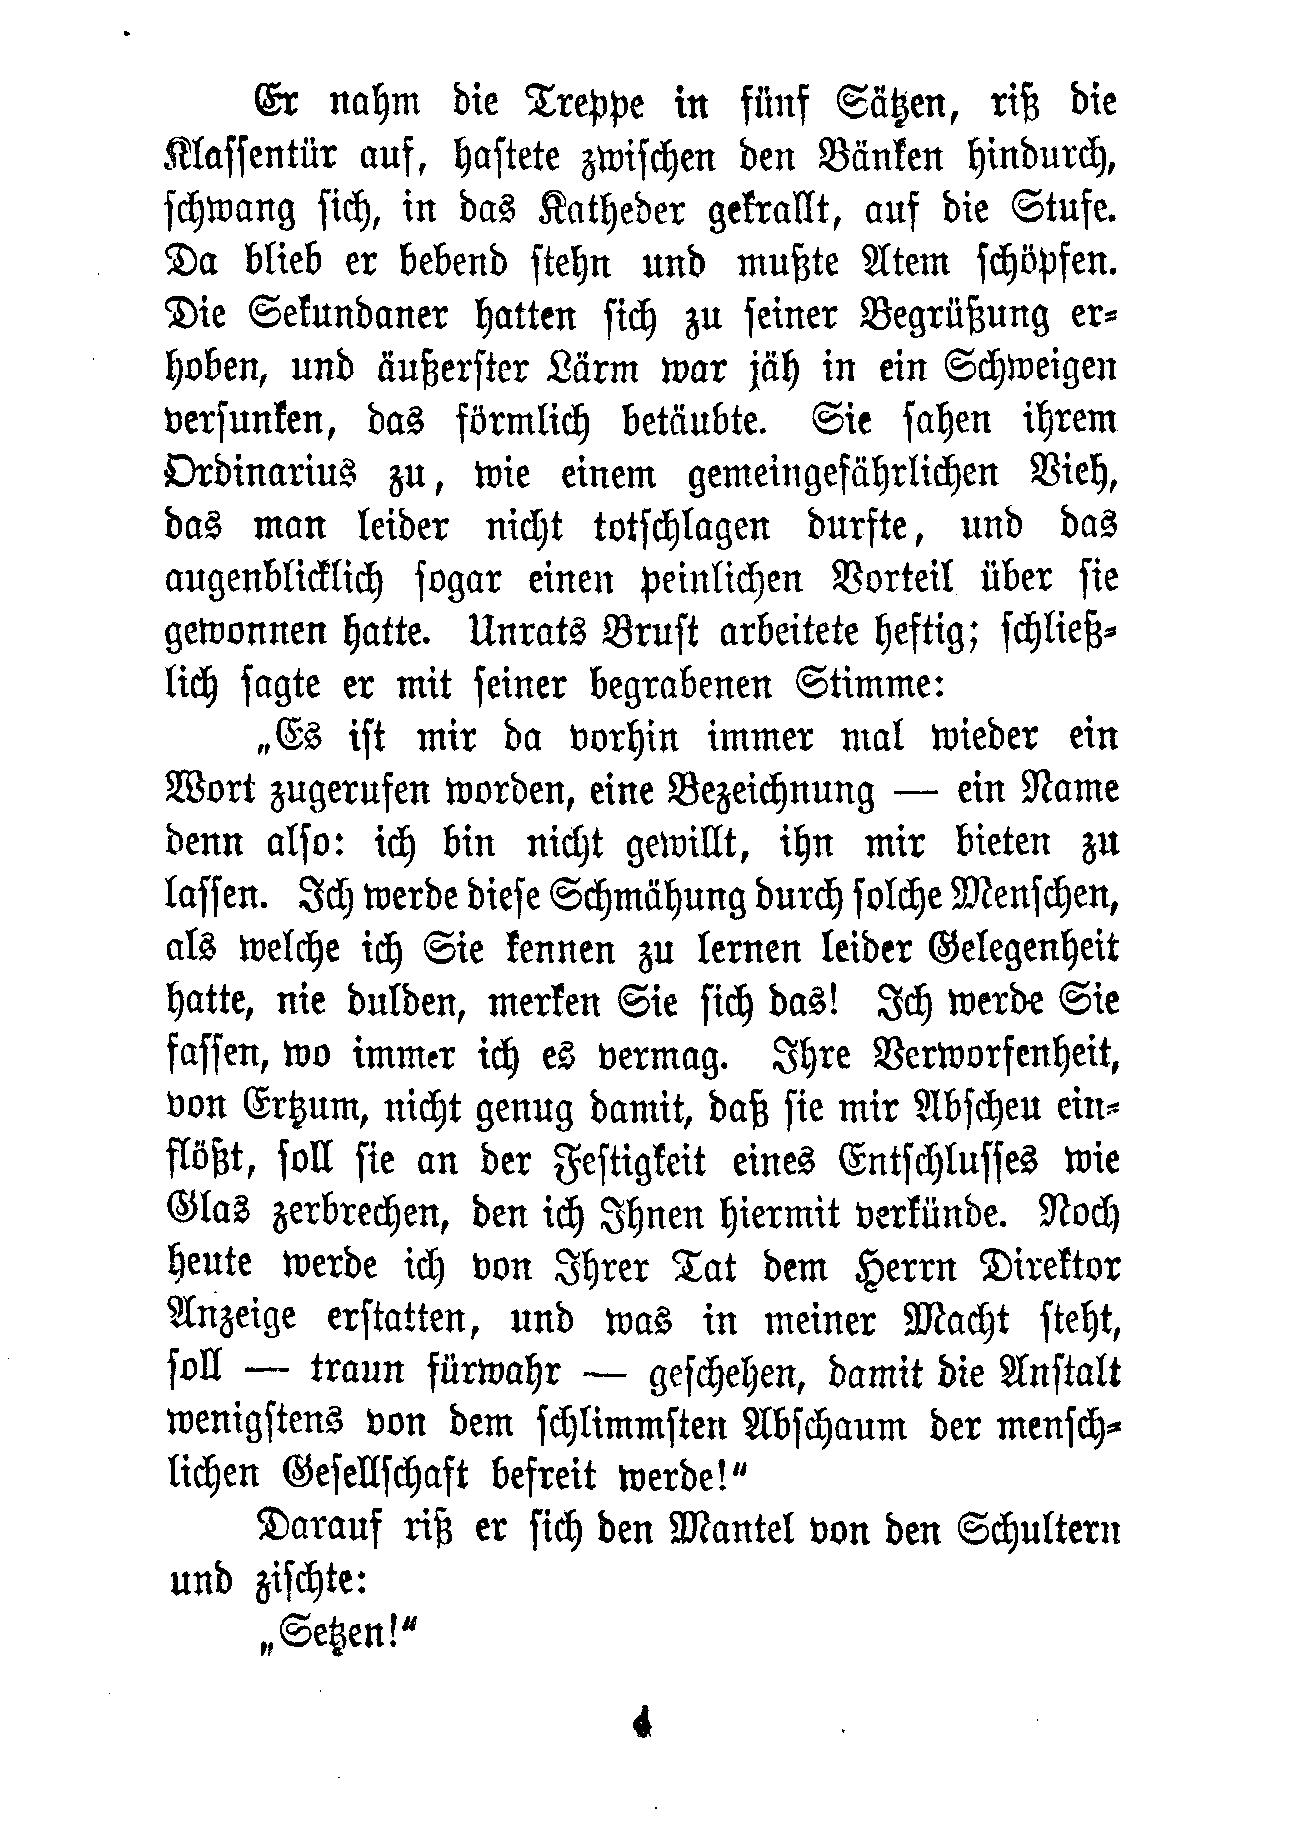 Er nahm die Treppe in fünf Sätzen, riß die
Klassentür auf, hastete zwischen den Bänken hindurch,
schwang sich, in das Katheder gekrallt, auf die Stufe.
Da blieb er bebend stehn und mußte Atem schöpfen.
Die Sekundaner hatten sich zu seiner Begrüßung er-
hoben, und äußerster Lärm war jäh in ein Schweigen
versunken, das förmlich betäubte. Sie sahen ihrem
Ordinarius zu, wie einem gemeingefährlichen Vieh,
das man leider nicht totschlagen durfte, und das
augenblicklich sogar einen peinlichen Vorteil über sie
gewonnen hatte. Unrats Brust arbeitete heftig; schließ-
lich sagte er mit seiner begrabenen Stimme:
„Es ist mir da vorhin immer mal wieder ein
Wort zugerufen worden, eine Bezeichnung — ein Name
denn also: ich bin nicht gewillt, ihn mir bieten zu
lassen. Ich werde diese Schmähung durch solche Menschen,
als welche ich Sie kennen zu lernen leider Gelegenheit
hatte, nie dulden, merken Sie sich das! Ich werde Sie
fassen, wo immer ich es vermag. Ihre Verworfenheit,
von Ertzum, nicht genug damit, daß sie mir Abscheu ein-
flößt, soll sie an der Festigkeit eines Entschlusses wie
Glas zerbrechen, den ich Ihnen hiermit verkünde. Noch
heute werde ich von Ihrer Tat dem Herrn Direktor
Anzeige erstatten, und was in meiner Macht steht,
soll — traun fürwahr — geschehen, damit die Anstalt
wenigstens von dem schlimmsten Abschaum der mensch-
lichen Gesellschaft befreit werde!“
Darauf riß er sich den Mantel von den Schultern
und zischte:
„Setzen!“